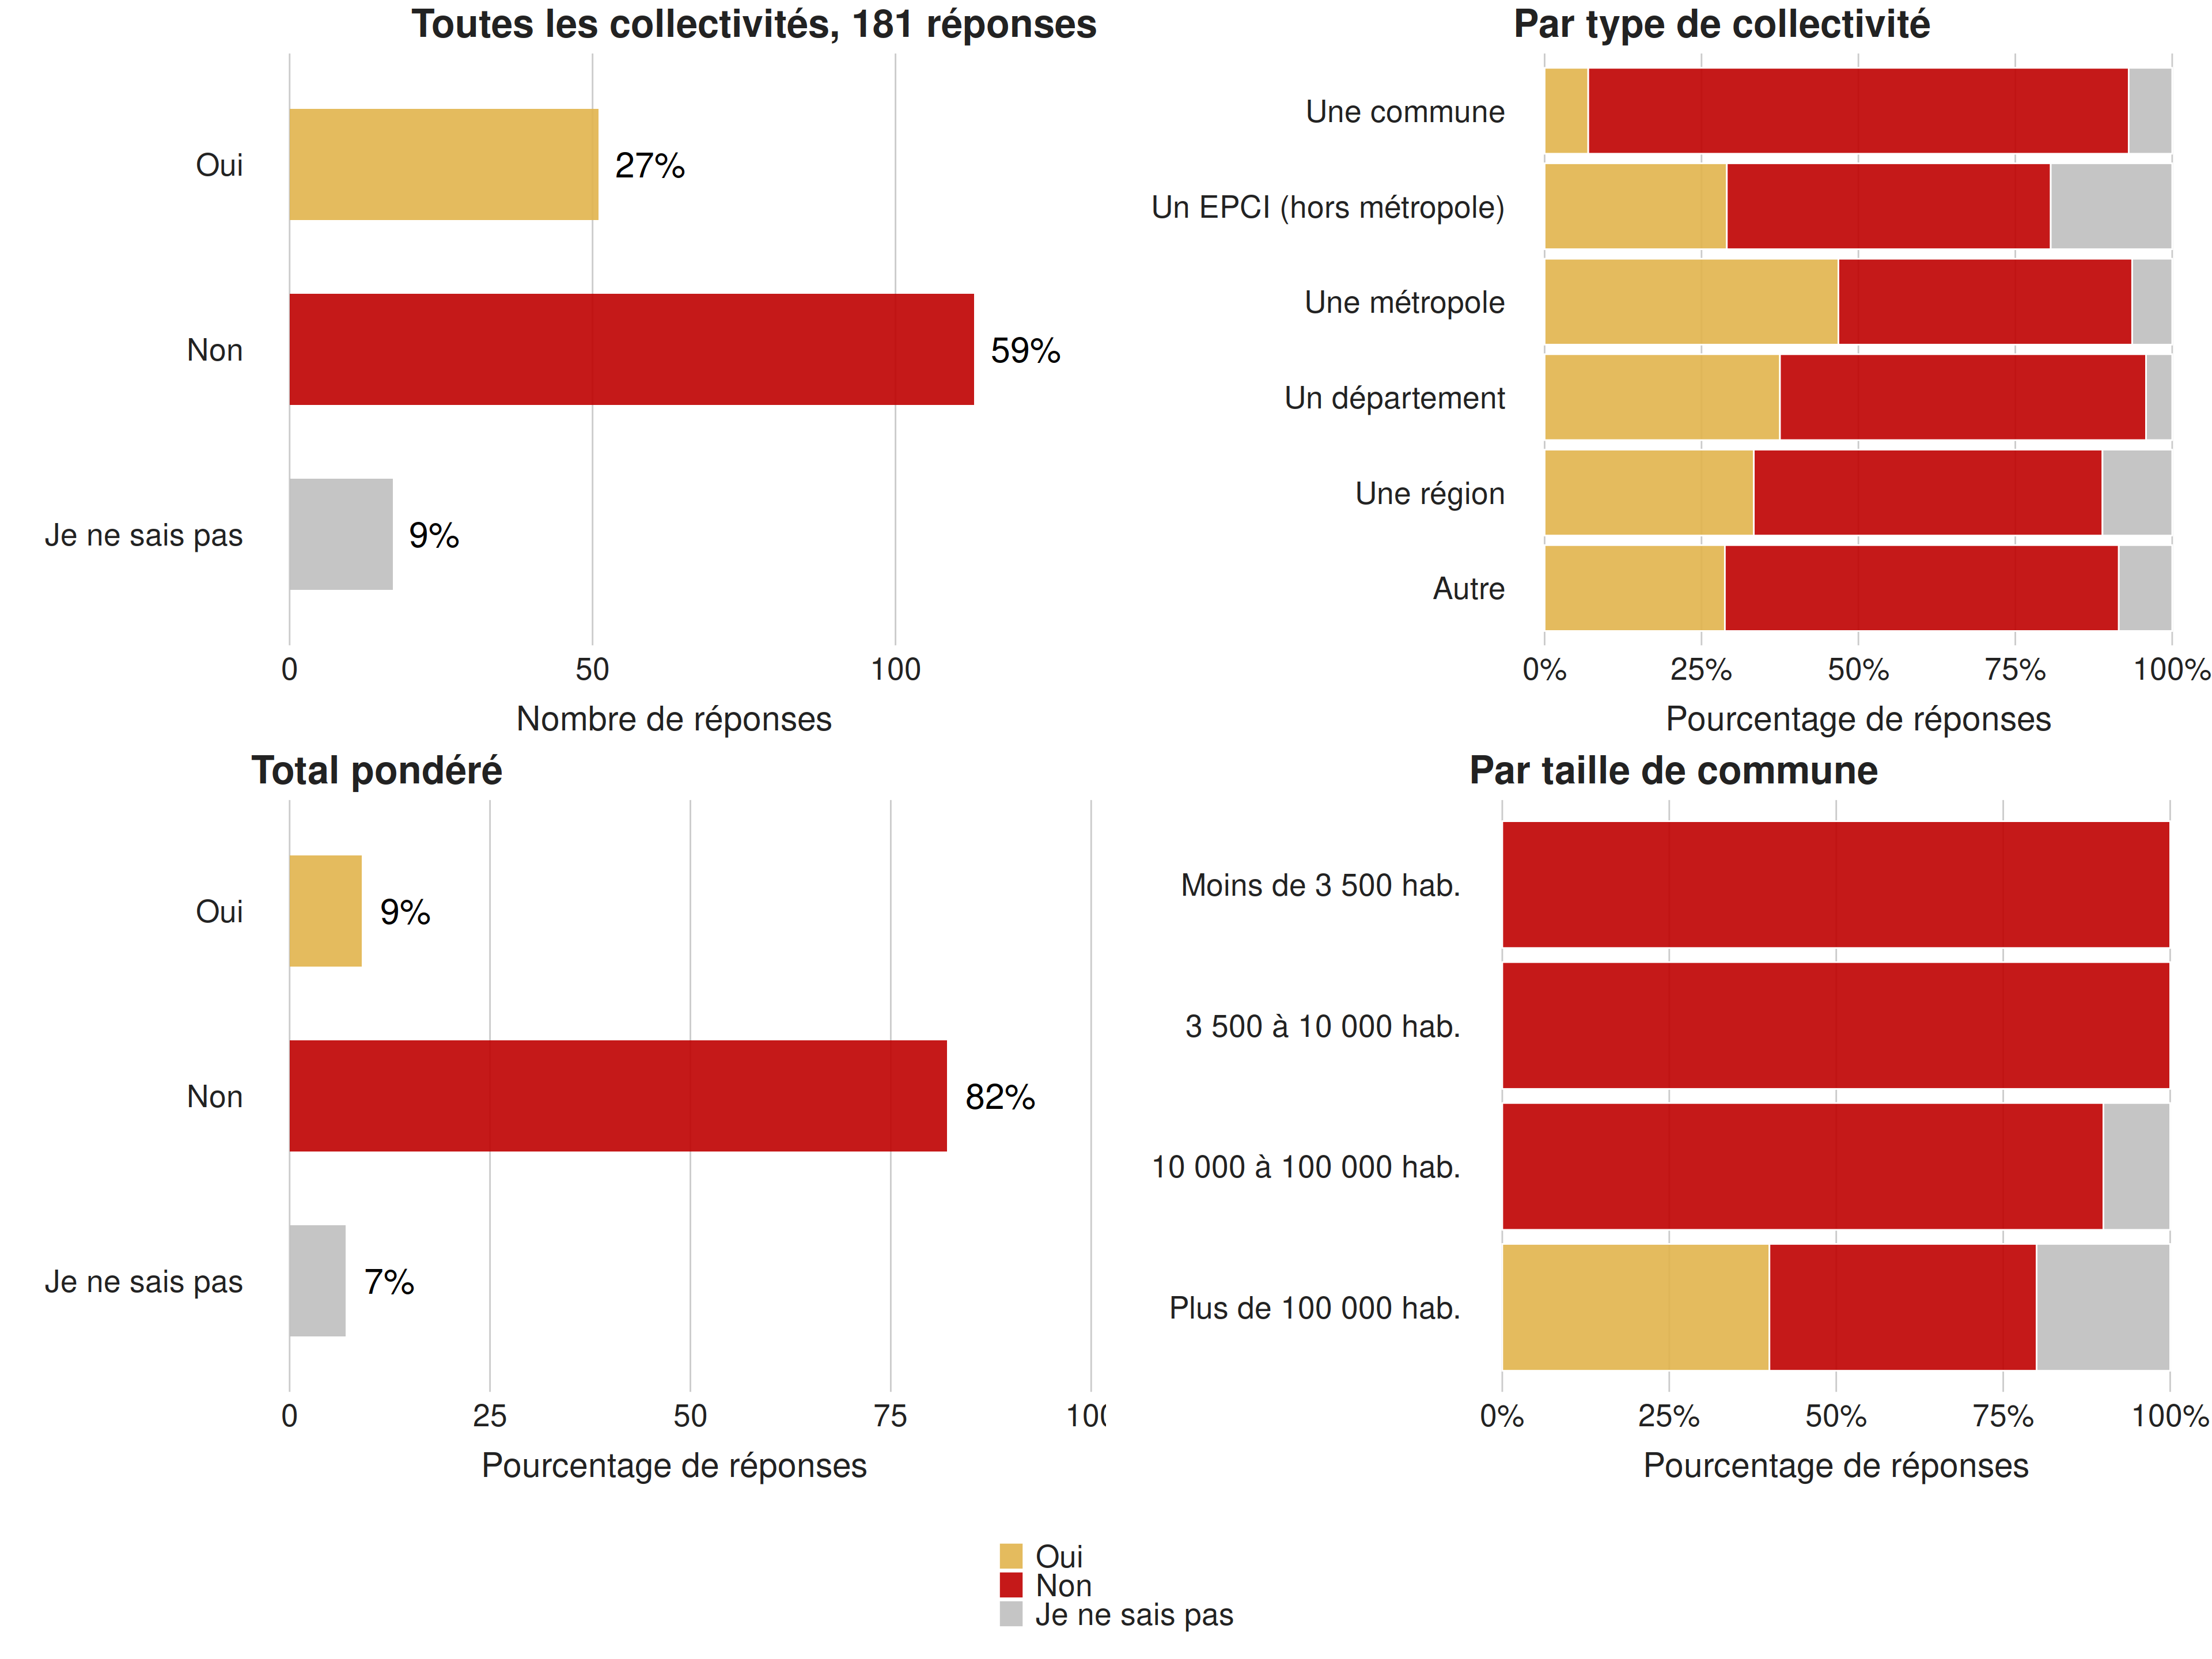 Toutes les collectivités, 181 réponses
Oui
27%
Non
59%
Je ne sais pas
9%
0 50 100
Nombre de réponses
Par type de collectivité
Une commune
Un EPCI (hors métropole)
Une métropole
Un département
Une région
Autre
0% 25% 50% 75% 100%
Pourcentage de réponses
Total pondéré
Oui
9%
Non
82%
Je ne sais pas
7%
0 25 50 75
Pourcentage de réponses
Par taille de commune
Moins de 3 500 hab.
3 500 à 10 000 hab.
10 000 à 100 000 hab.
Plus de 100 000 hab.
0% 25% 50% 75% 100%
Pourcentage de réponses
Oui
Non
Je ne sais pas